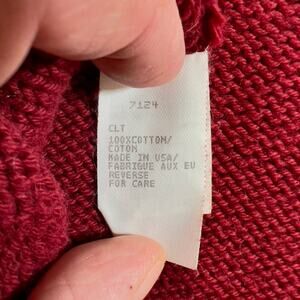 7124
CLT
100%COTTON/
COTON
MADE IN USA/
FABRIQUE AUX EU
REVERSE
FOR CARE